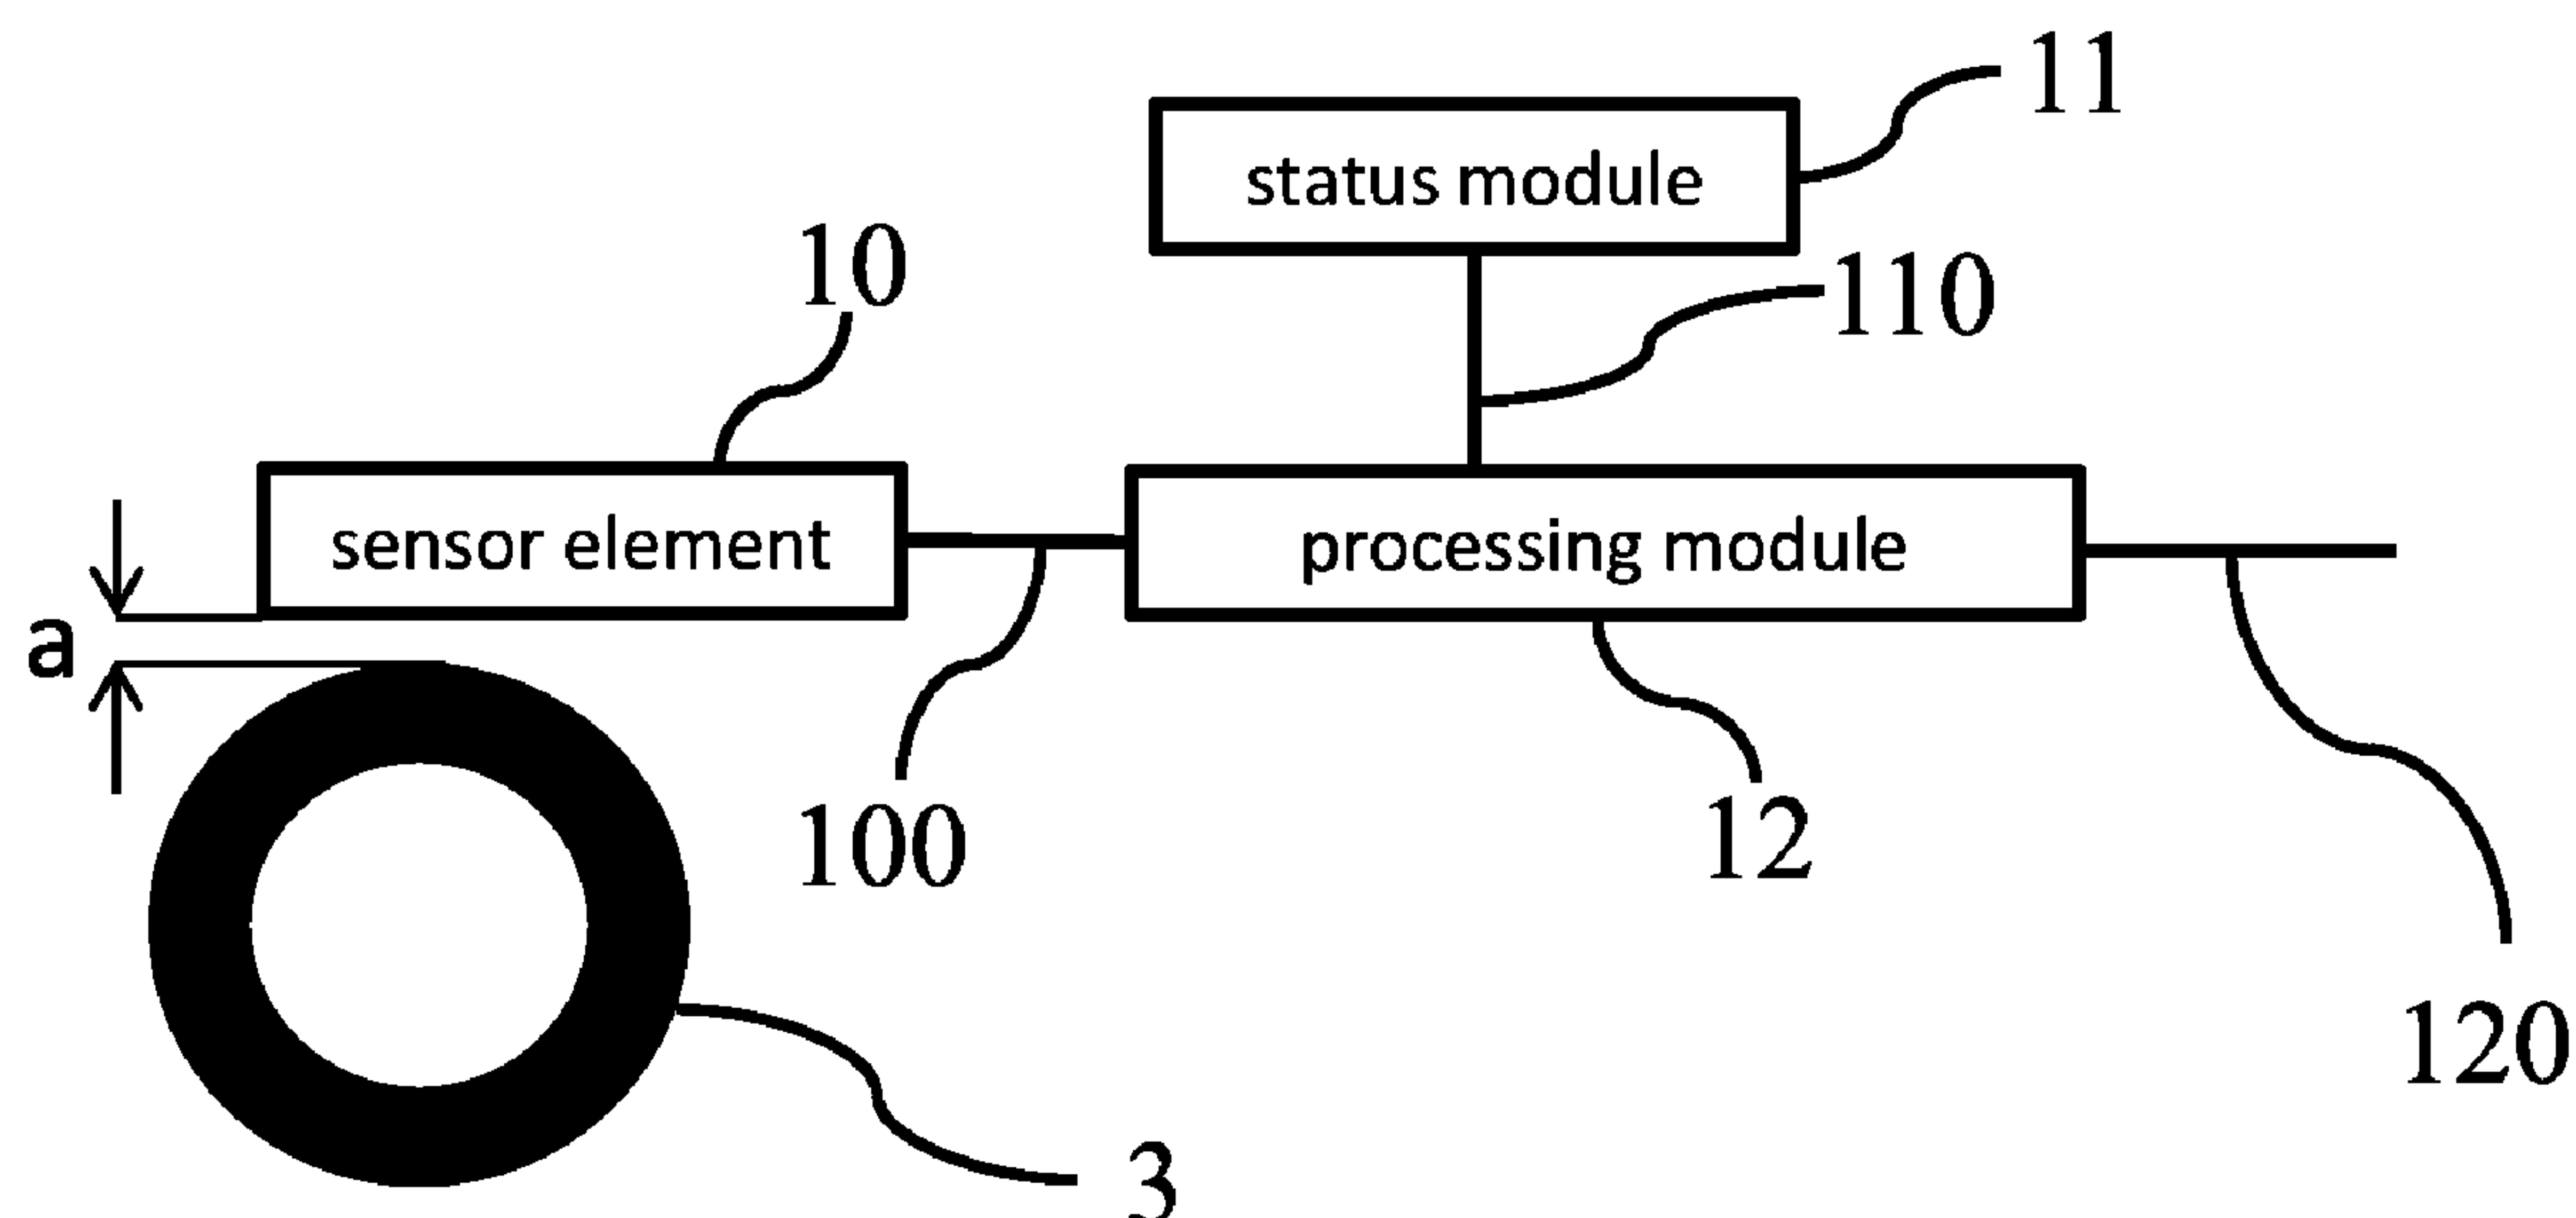 11
status module
10
110
sensor element
processing module
a
100
12
120
3